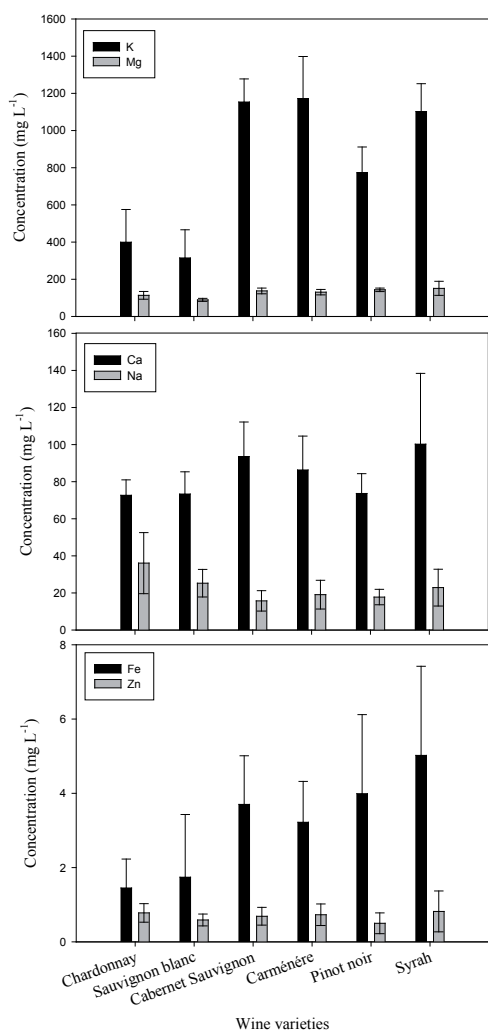 1600
1400
1200
1000
800
600
400
200
0
Concentration (mg L-1)
K
Mg
160
140
120
100
80
60
40
20
0
Concentration (mg L-1)
Ca
Na
8
6
4
2
0
Concentration (mg L-1)
Fe
Zn
Chardonnay
Sauvignon blanc
Cabernet Sauvignon
Carménére
Pinot noir
Syrah
Wine varieties